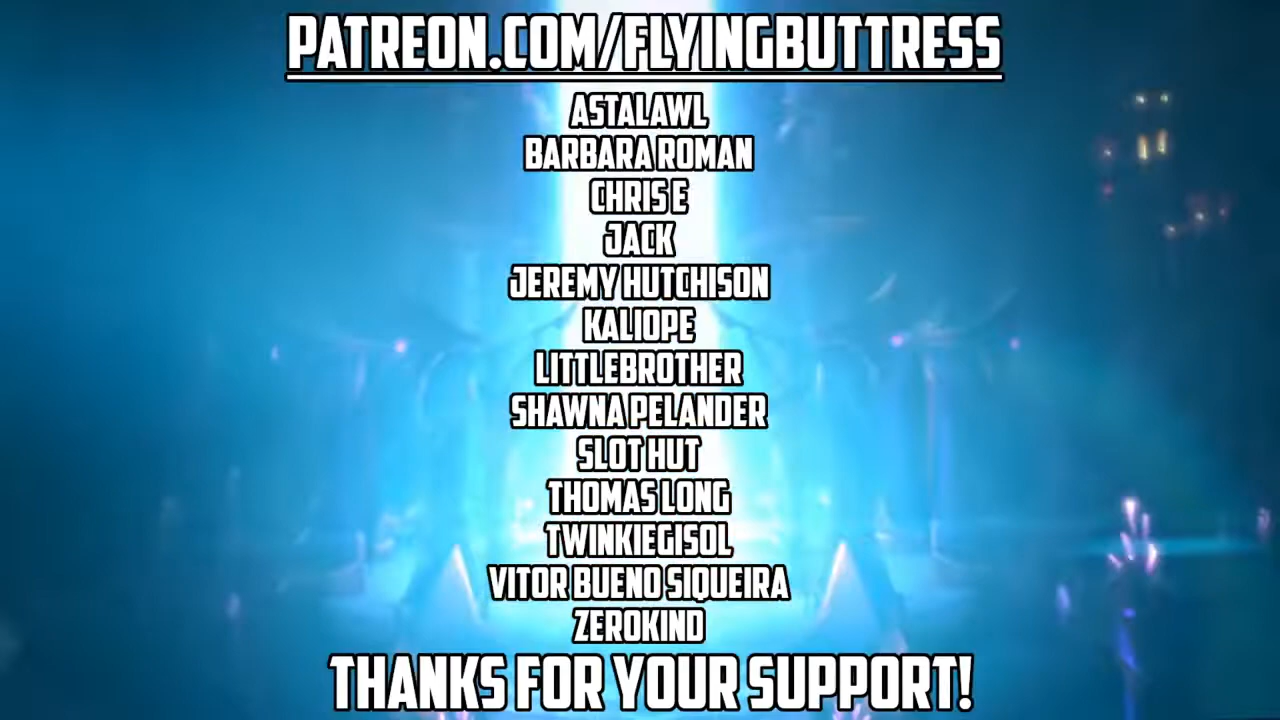 PATREON.COM/FLYINGBUTTRESS
ASTALAWL
BARBARA ROMAN
CHRIS E
JACK
JEREMY HUTCHISON
KALIOPE
LITTLEBROTHER
SHAWNA PELANDER
SLOT HUT
THOMAS LONG
TWINKIEGISOL
VITOR BUENO SIQUEIRA
ZEROKIND
THANKS FOR YOUR SUPPORT!